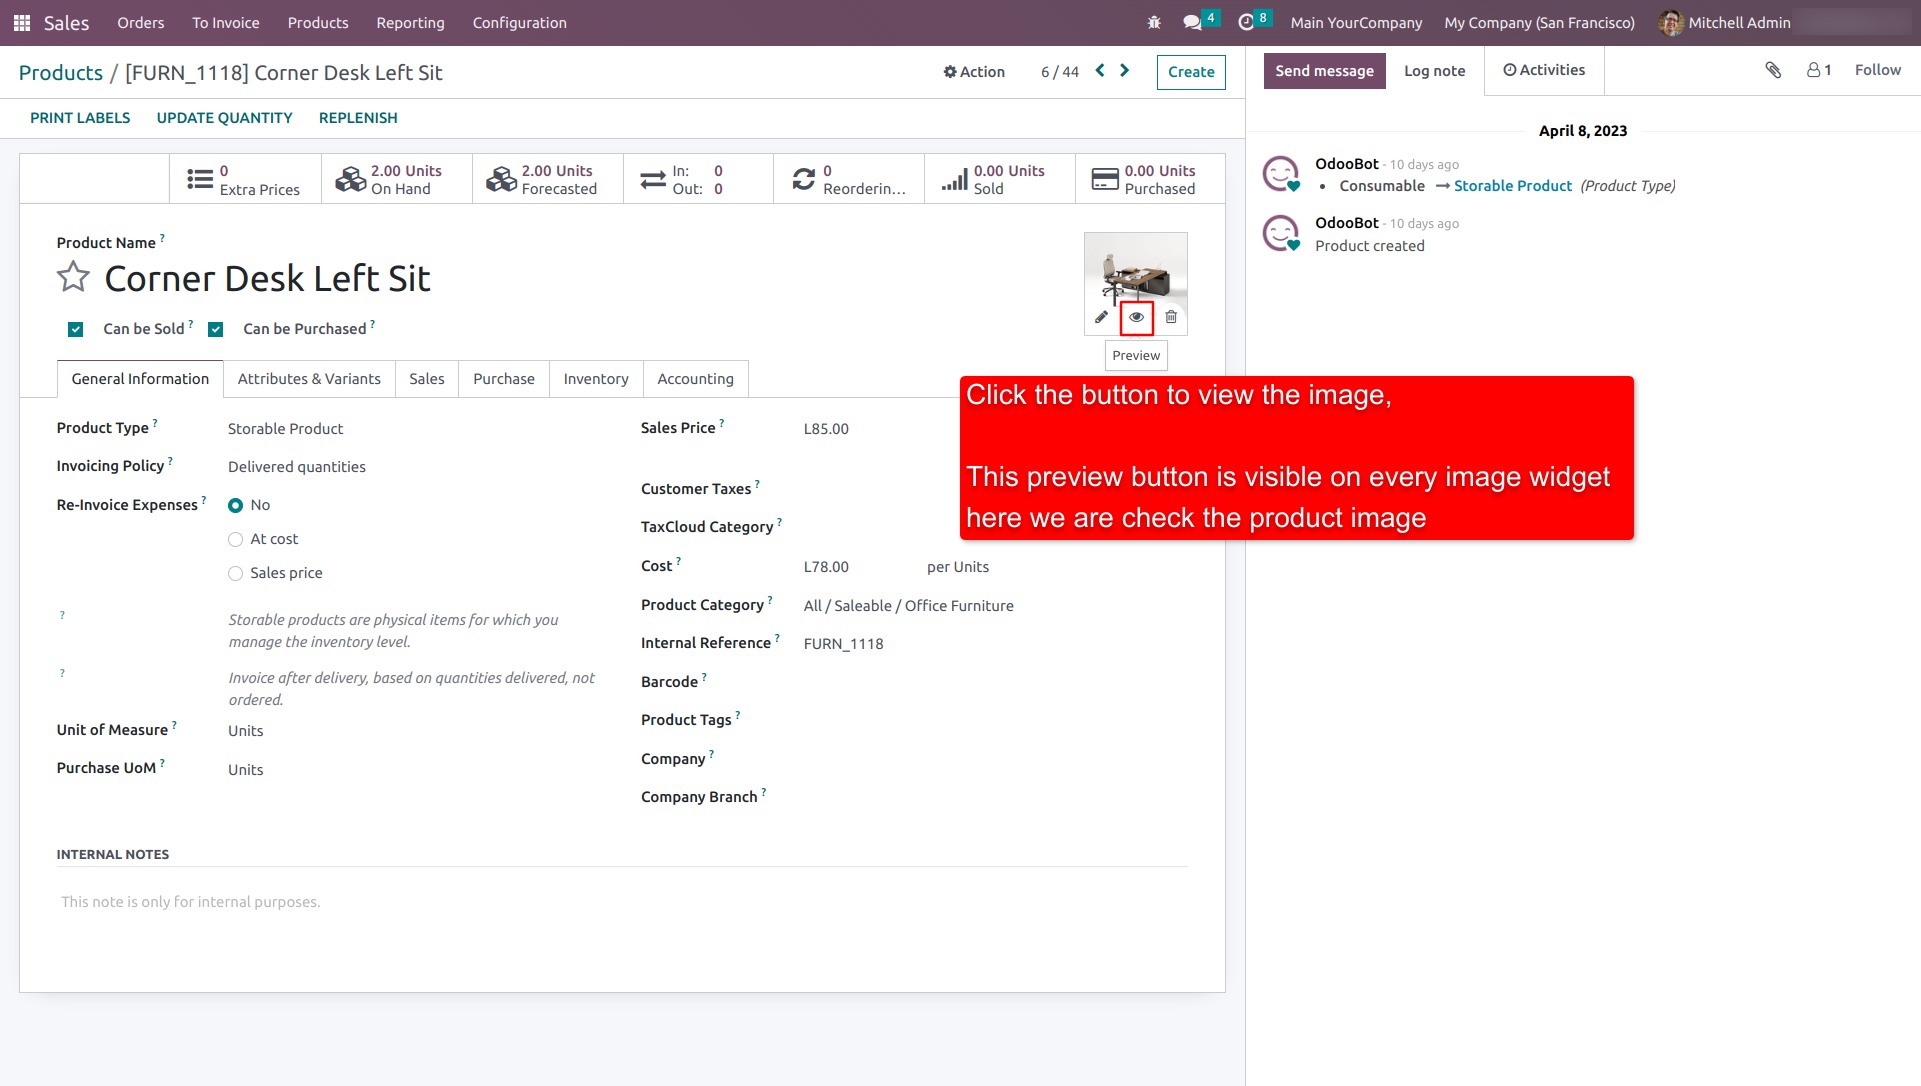 Sales Orders To Invoice Products Reporting Configuration 4 8 Main YourCompany My Company (San Francisco) Mitchell Admin
Products / [FURN_1118] Corner Desk Left Sit Action 6 / 44 Create
Send message Log note Activities 1 Follow
PRINT LABELS UPDATE QUANTITY REPLENISH
0 Extra Prices
2.00 Units On Hand
2.00 Units Forecasted
In: 0
Out: 0
0 Reorderin...
0.00 Units Sold
0.00 Units Purchased
Product Name ?
Corner Desk Left Sit
Can be Sold ? Can be Purchased ?
Preview
General Information Attributes & Variants Sales Purchase Inventory Accounting
Product Type ? Storable Product
Invoicing Policy ? Delivered quantities
Re-Invoice Expenses ? No
At cost
Sales price
? Storable products are physical items for which you
manage the inventory level.
? Invoice after delivery, based on quantities delivered, not
ordered.
Unit of Measure ? Units
Purchase UoM ? Units
Sales Price ? L85.00
Customer Taxes ?
TaxCloud Category ?
Cost ? L78.00 per Units
Product Category ? All / Saleable / Office Furniture
Internal Reference ? FURN_1118
Barcode ?
Product Tags ?
Company ?
Company Branch ?
INTERNAL NOTES
This note is only for internal purposes.
Click the button to view the image,
This preview button is visible on every image widget
here we are check the product image
April 8, 2023
OdooBot - 10 days ago
• Consumable → Storable Product (Product Type)
OdooBot - 10 days ago
Product created